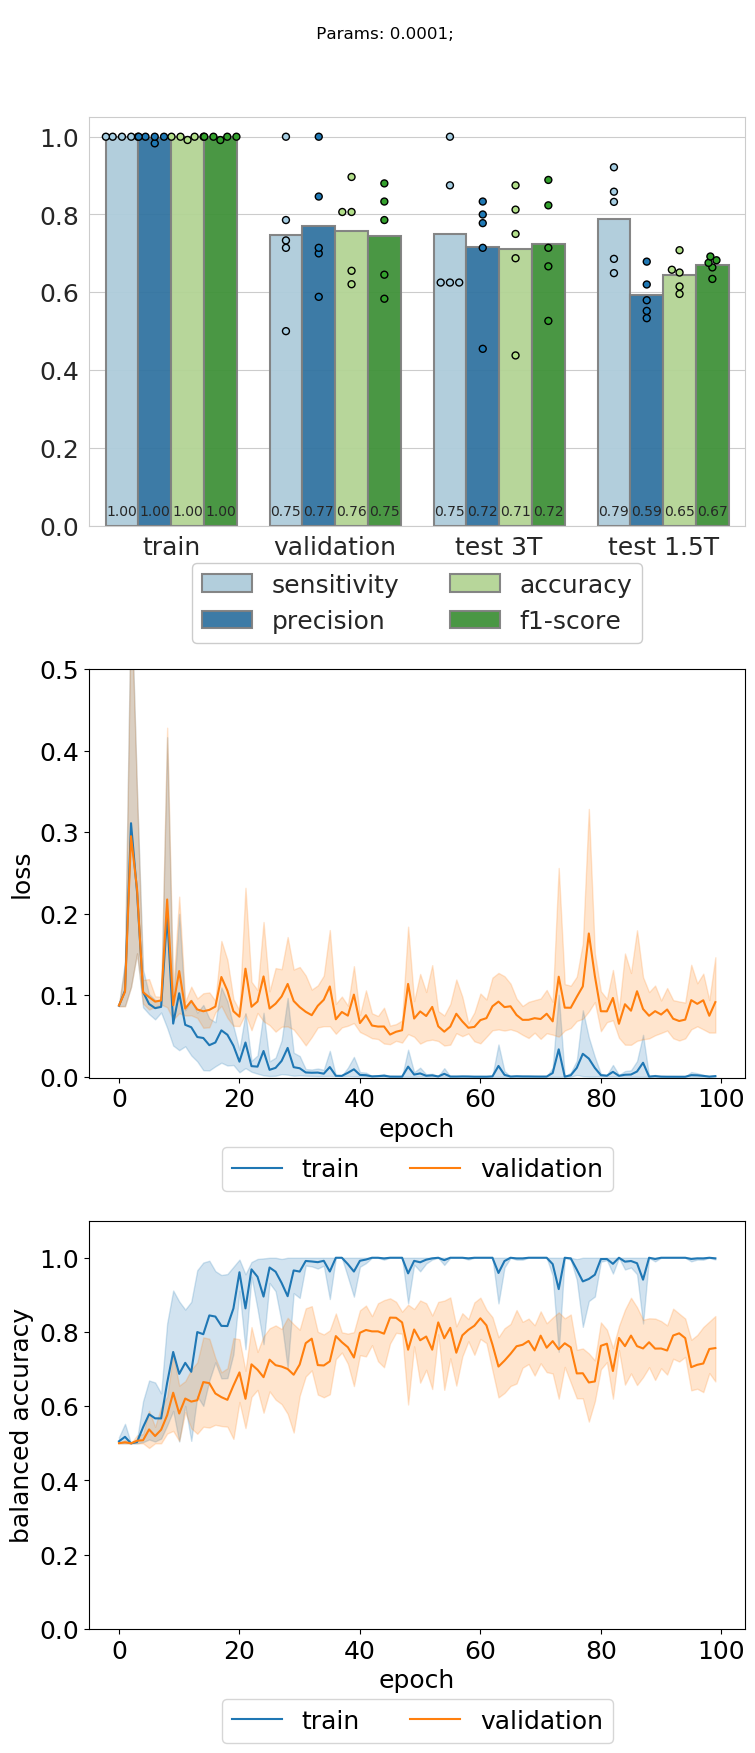 Params: 0.0001;
1.0
0.8
0.6
0.4
0.2
0.0
1.00 1.00 1.00 1.00 0.75 0.77 0.76 0.75 0.75 0.72 0.71 0.72 0.79 0.59 0.65 0.67
train validation test 3T test 1.5T
sensitivity accuracy
precision f1-score
0.5
0.4
0.3
0.2
0.1
0.0
loss
0 20 40 60 80 100
epoch
train validation
1.0
0.8
0.6
0.4
0.2
0.0
balanced accuracy
0 20 40 60 80 100
epoch
train validation